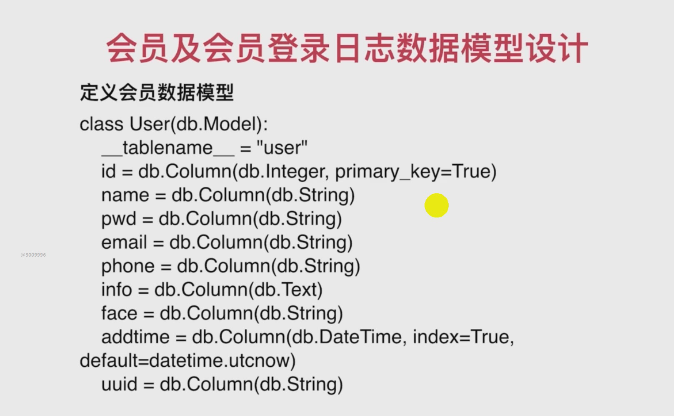 会员及会员登录日志数据模型设计
定义会员数据模型
class User(db.Model):
__tablename__ = "user"
id = db.Column(db.Integer, primary_key=True)
name = db.Column(db.String)
pwd = db.Column(db.String)
email = db.Column(db.String)
phone = db.Column(db.String)
info = db.Column(db.Text)
face = db.Column(db.String)
addtime = db.Column(db.DateTime, index=True,
default=datetime.utcnow)
uuid = db.Column(db.String)